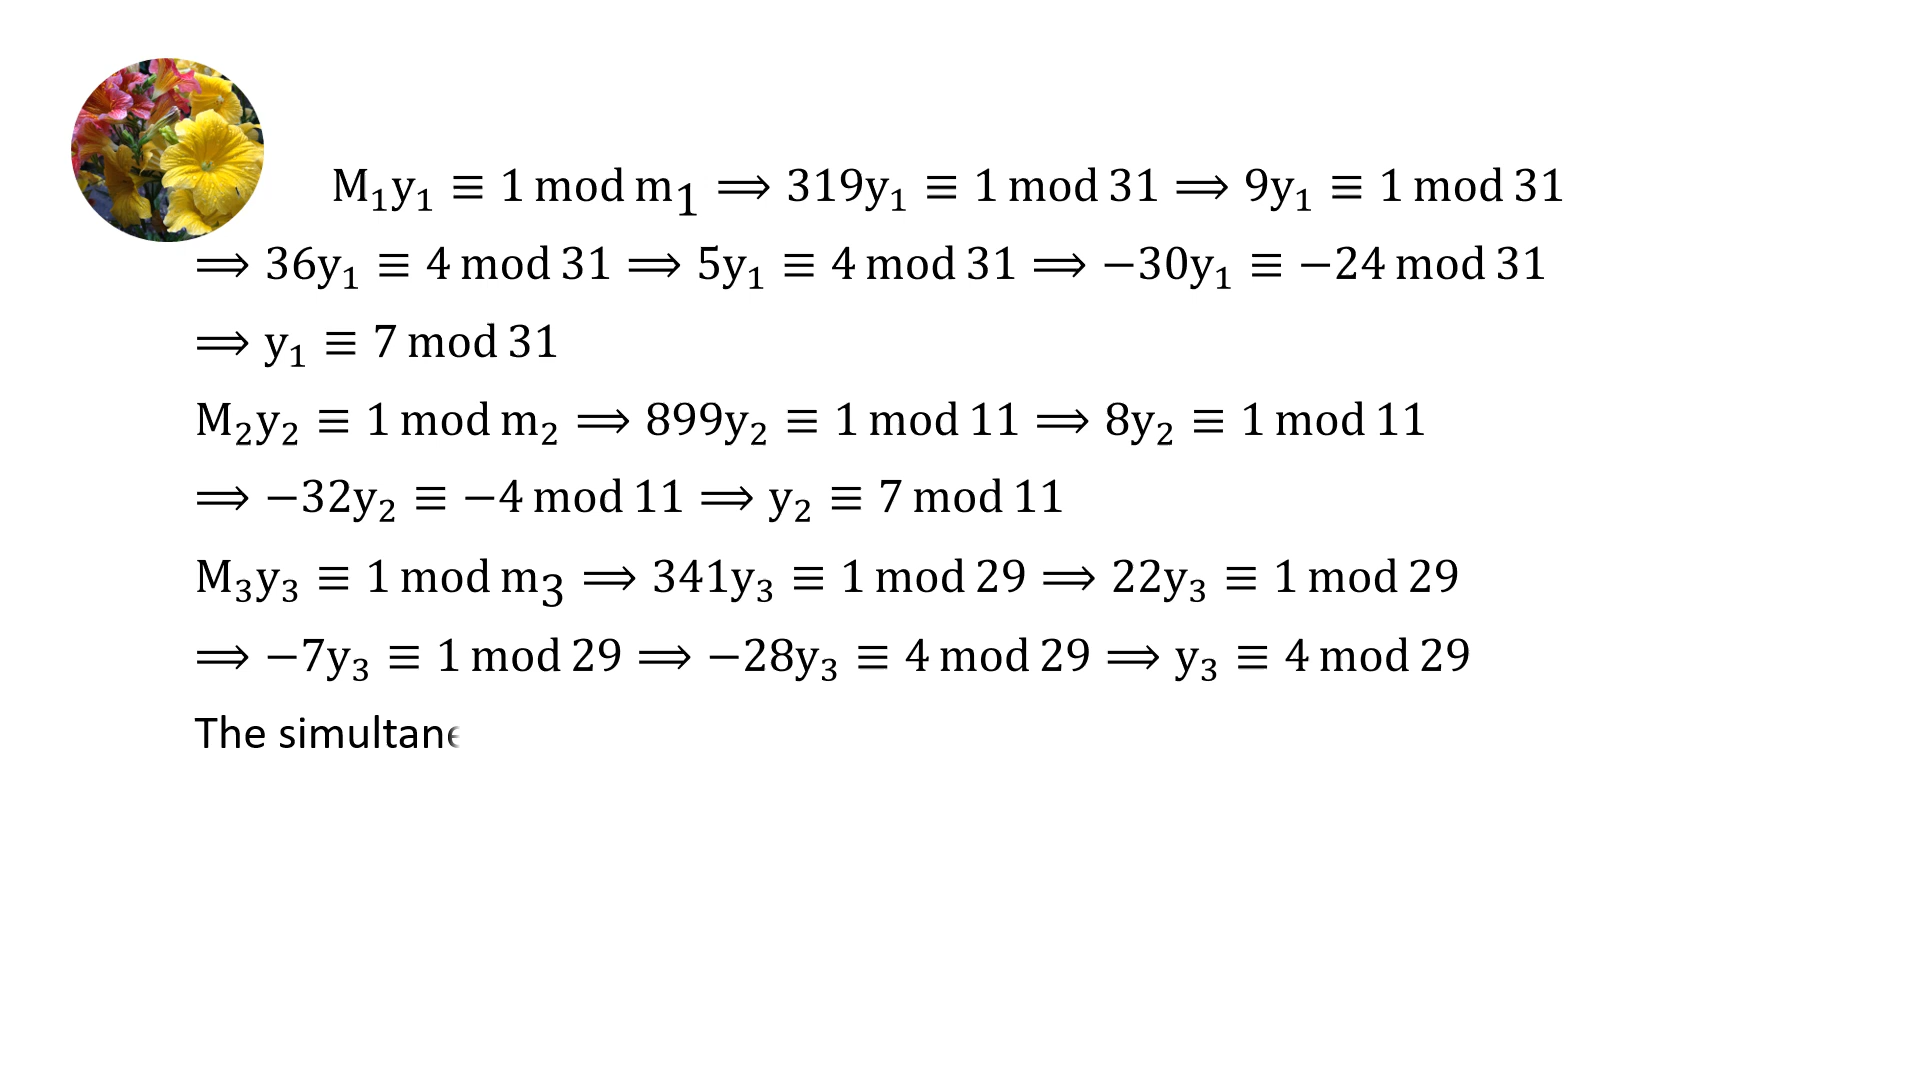 M₁y₁ ≡ 1 mod m₁ ⟹ 319y₁ ≡ 1 mod 31 ⟹ 9y₁ ≡ 1 mod 31
⟹ 36y₁ ≡ 4 mod 31 ⟹ 5y₁ ≡ 4 mod 31 ⟹ −30y₁ ≡ −24 mod 31
⟹ y₁ ≡ 7 mod 31
M₂y₂ ≡ 1 mod m₂ ⟹ 899y₂ ≡ 1 mod 11 ⟹ 8y₂ ≡ 1 mod 11
⟹ −32y₂ ≡ −4 mod 11 ⟹ y₂ ≡ 7 mod 11
M₃y₃ ≡ 1 mod m₃ ⟹ 341y₃ ≡ 1 mod 29 ⟹ 22y₃ ≡ 1 mod 29
⟹ −7y₃ ≡ 1 mod 29 ⟹ −28y₃ ≡ 4 mod 29 ⟹ y₃ ≡ 4 mod 29
The simultane